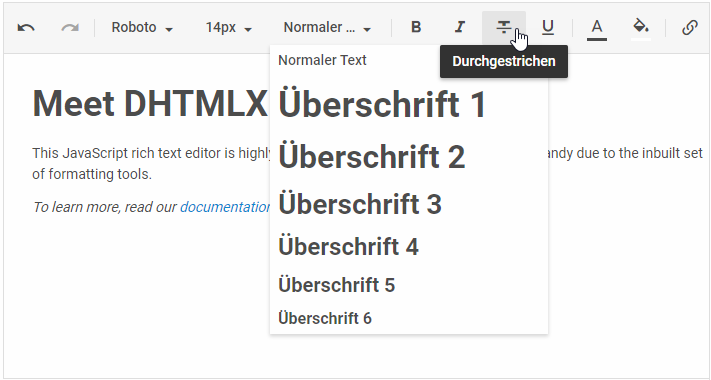 Roboto 14px Normaler ... B I T U A
Normaler Text
Durchgestrichen
Meet DHTMLX
Überschrift 1
Überschrift 2
Überschrift 3
Überschrift 4
Überschrift 5
Überschrift 6
This JavaScript rich text editor is highly andy due to the inbuilt set
of formatting tools.
To learn more, read our documentation